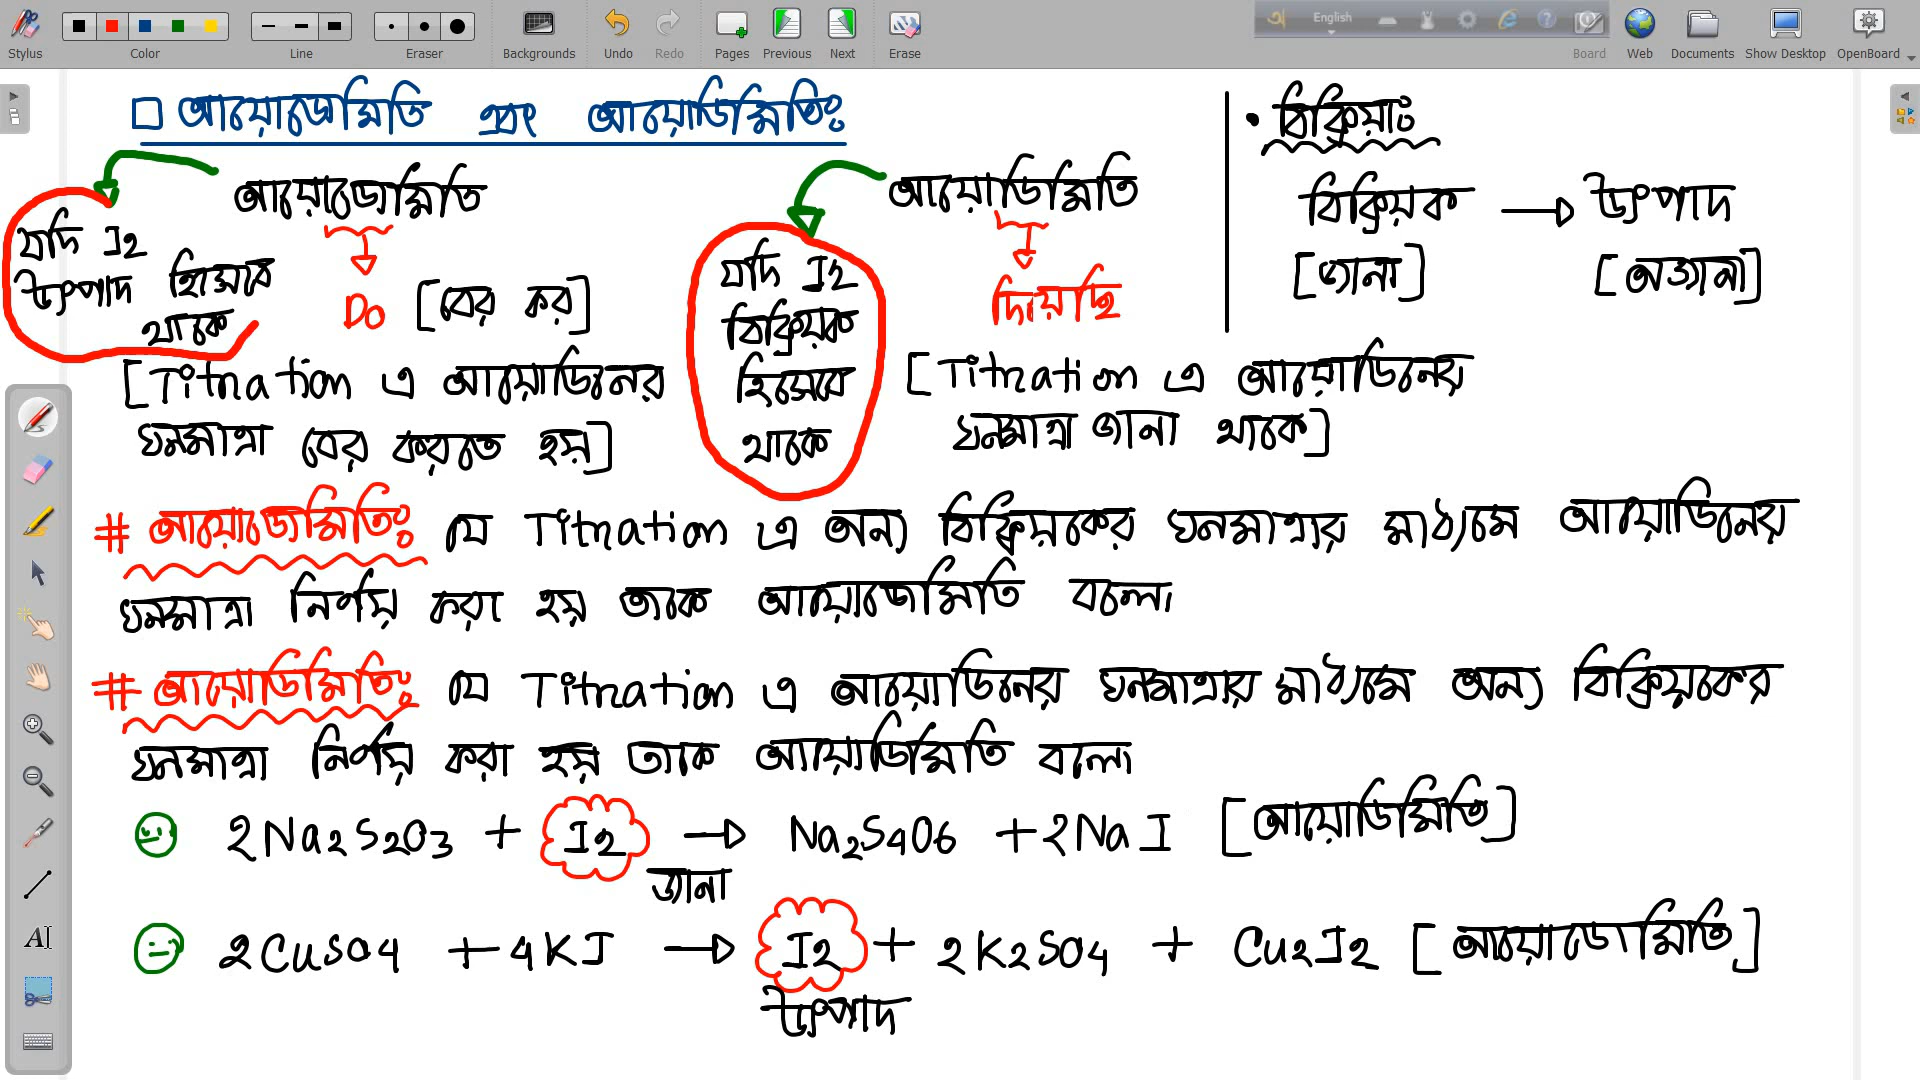 Stylus Color Line Eraser Backgrounds Undo Redo Pages Previous Next Erase English Board Web Documents Show Desktop OpenBoard
□ আয়োডোমিতি এবং আয়োডিমিতিঃ
আয়োডোমিতি
যদি I2
উৎপাদ হিসেবে
থাকে
Do [বের কর]
[Titration এ আয়োডিনের
ঘনমাত্রা বের করতে হয়]
আয়োডিমিতি
যদি I2
বিক্রিয়ক
হিসেবে
থাকে
দিয়েছি
[Titration এ আয়োডিনের
ঘনমাত্রা জানা থাকে]
• বিক্রিয়াঃ
বিক্রিয়ক → উৎপাদ
[জানা] [অজানা]
# আয়োডোমিতিঃ যে Titration এ অন্য বিক্রিয়কের ঘনমাত্রার মাধ্যমে আয়োডিনের
ঘনমাত্রা নির্ণয় করা হয় তাকে আয়োডোমিতি বলে।
# আয়োডিমিতিঃ যে Titration এ আয়োডিনের ঘনমাত্রার মাধ্যমে অন্য বিক্রিয়কের
ঘনমাত্রা নির্ণয় করা হয় তাকে আয়োডিমিতি বলে।
2Na2S2O3 + I2 → Na2S4O6 + 2NaI [আয়োডিমিতি]
জানা
2CuSO4 + 4KI → I2 + 2K2SO4 + Cu2I2 [আয়োডোমিতি]
উৎপাদ